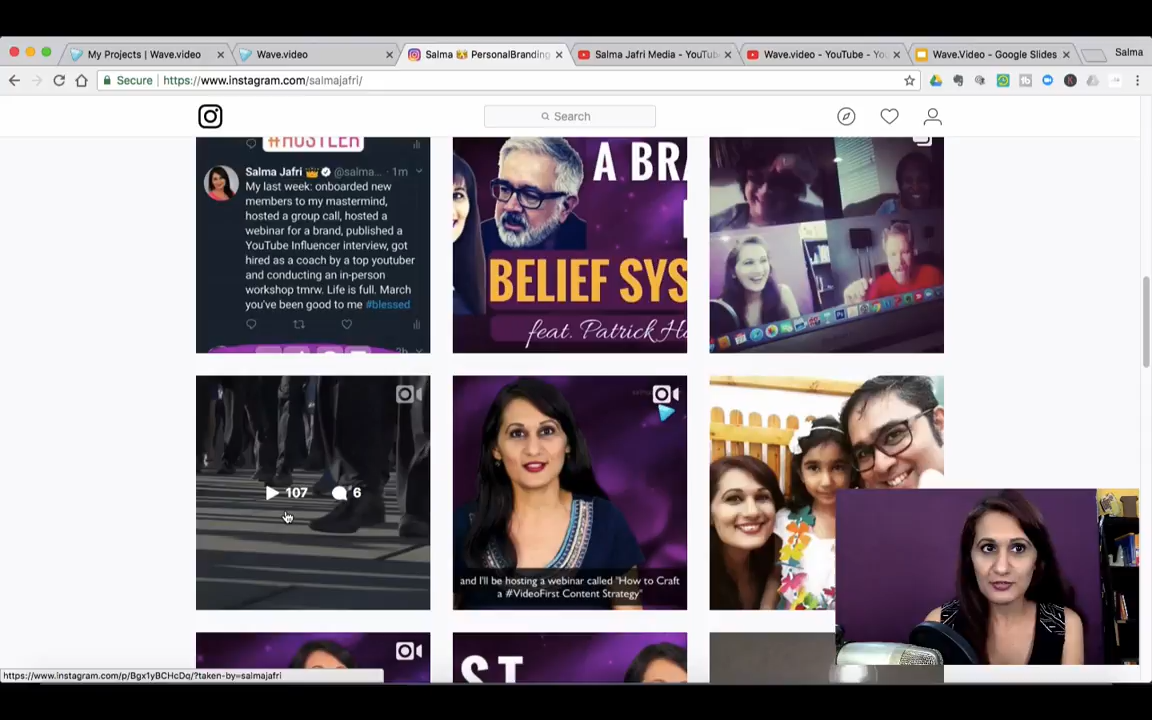 My Projects | Wave.video
Wave.video
Salma PersonalBranding
Salma Jafri Media - YouTub
Wave.video - YouTube - Yo
Wave.Video - Google Slides
Salma
Secure
https://www.instagram.com/salmajafri/
Search
#HUSTLER
Salma Jafri @salma... · 1m
My last week: onboarded new
members to my mastermind,
hosted a group call, hosted a
webinar for a brand, published a
YouTube Influencer interview, got
hired as a coach by a top youtuber
and conducting an in-person
workshop tmrw. Life is full. March
you've been good to me #blessed
A BRA
BELIEF SYS
feat. Patrick Ha
107 6
and I'll be hosting a webinar called "How to Craft
a #VideoFirst Content Strategy"
ST
https://www.instagram.com/p/Bgx1yBCHcDq/?taken-by=salmajafri